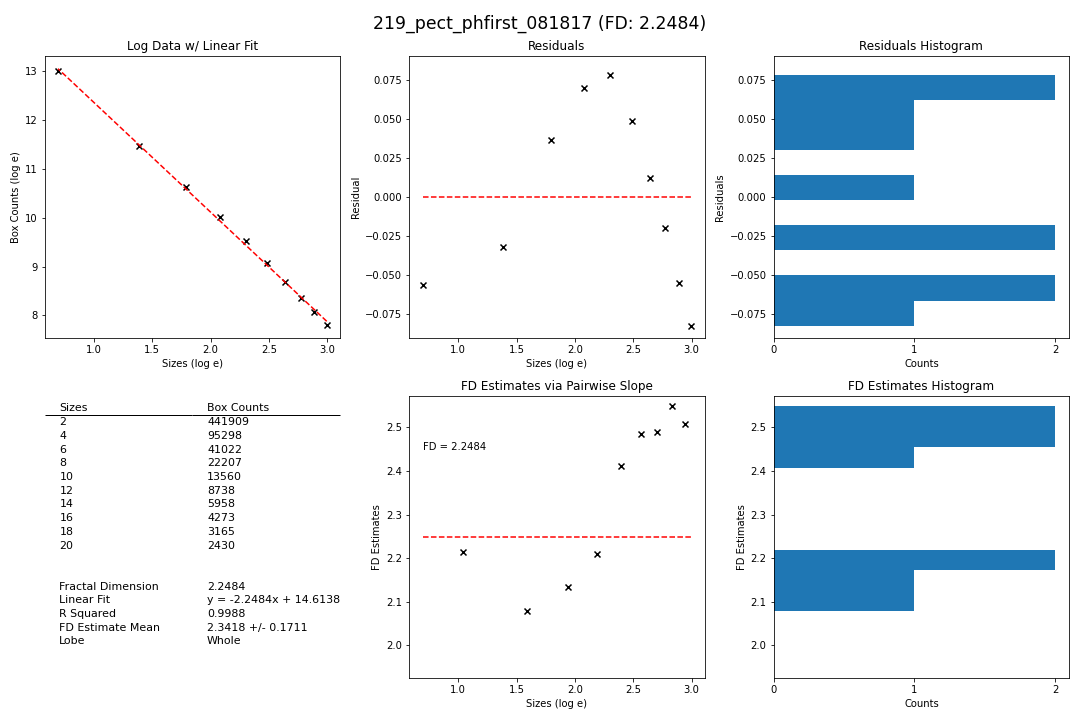 219_pect_phfirst_081817 (FD: 2.2484)
Log Data w/ Linear Fit
Box Counts (log e)
13
12
11
10
9
8
1.0 1.5 2.0 2.5 3.0
Sizes (log e)
Residuals
Residual
0.075
0.050
0.025
0.000
−0.025
−0.050
−0.075
1.0 1.5 2.0 2.5 3.0
Sizes (log e)
Residuals Histogram
Residuals
0.075
0.050
0.025
0.000
−0.025
−0.050
−0.075
0 1 2
Counts
Sizes Box Counts
2 441909
4 95298
6 41022
8 22207
10 13560
12 8738
14 5958
16 4273
18 3165
20 2430
Fractal Dimension 2.2484
Linear Fit y = -2.2484x + 14.6138
R Squared 0.9988
FD Estimate Mean 2.3418 +/- 0.1711
Lobe Whole
FD Estimates via Pairwise Slope
FD Estimates
2.5
2.4
2.3
2.2
2.1
2.0
FD = 2.2484
1.0 1.5 2.0 2.5 3.0
Sizes (log e)
FD Estimates Histogram
FD Estimates
2.5
2.4
2.3
2.2
2.1
2.0
0 1 2
Counts